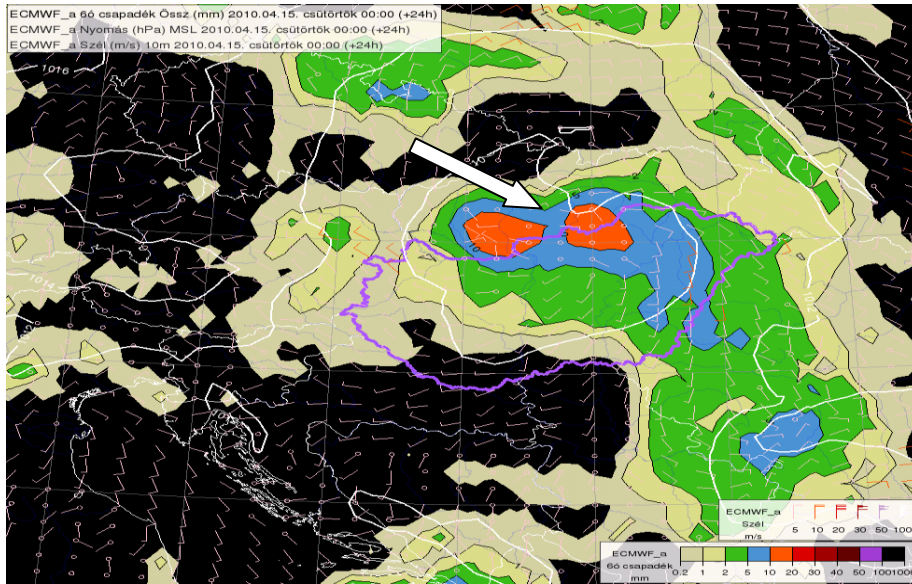 ECMWF_a 6ó csapadék Össz (mm) 2010.04.15. csütörtök 00:00 (+24h)
ECMWF_a Nyomás (hPa) MSL 2010.04.15. csütörtök 00:00 (+24h)
ECMWF_a Szél (m/s) 10m 2010.04.15. csütörtök 00:00 (+24h)
1016
1014
1012
ECMWF_a
Szél
m/s
5 10 20 30 50 100
ECMWF_a
6ó csapadék
mm
0.2 1 2 5 10 20 30 40 50 100 1000